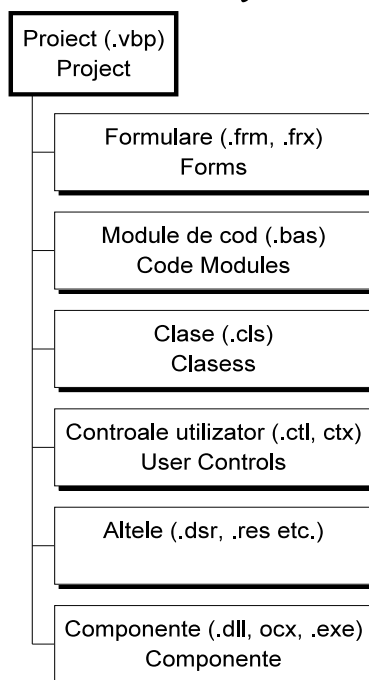 Proiect (.vbp)
Project
Formulare (.frm, .frx)
Forms
Module de cod (.bas)
Code Modules
Clase (.cls)
Clasess
Controale utilizator (.ctl, ctx)
User Controls
Altele (.dsr, .res etc.)
Componente (.dll, ocx, .exe)
Componente